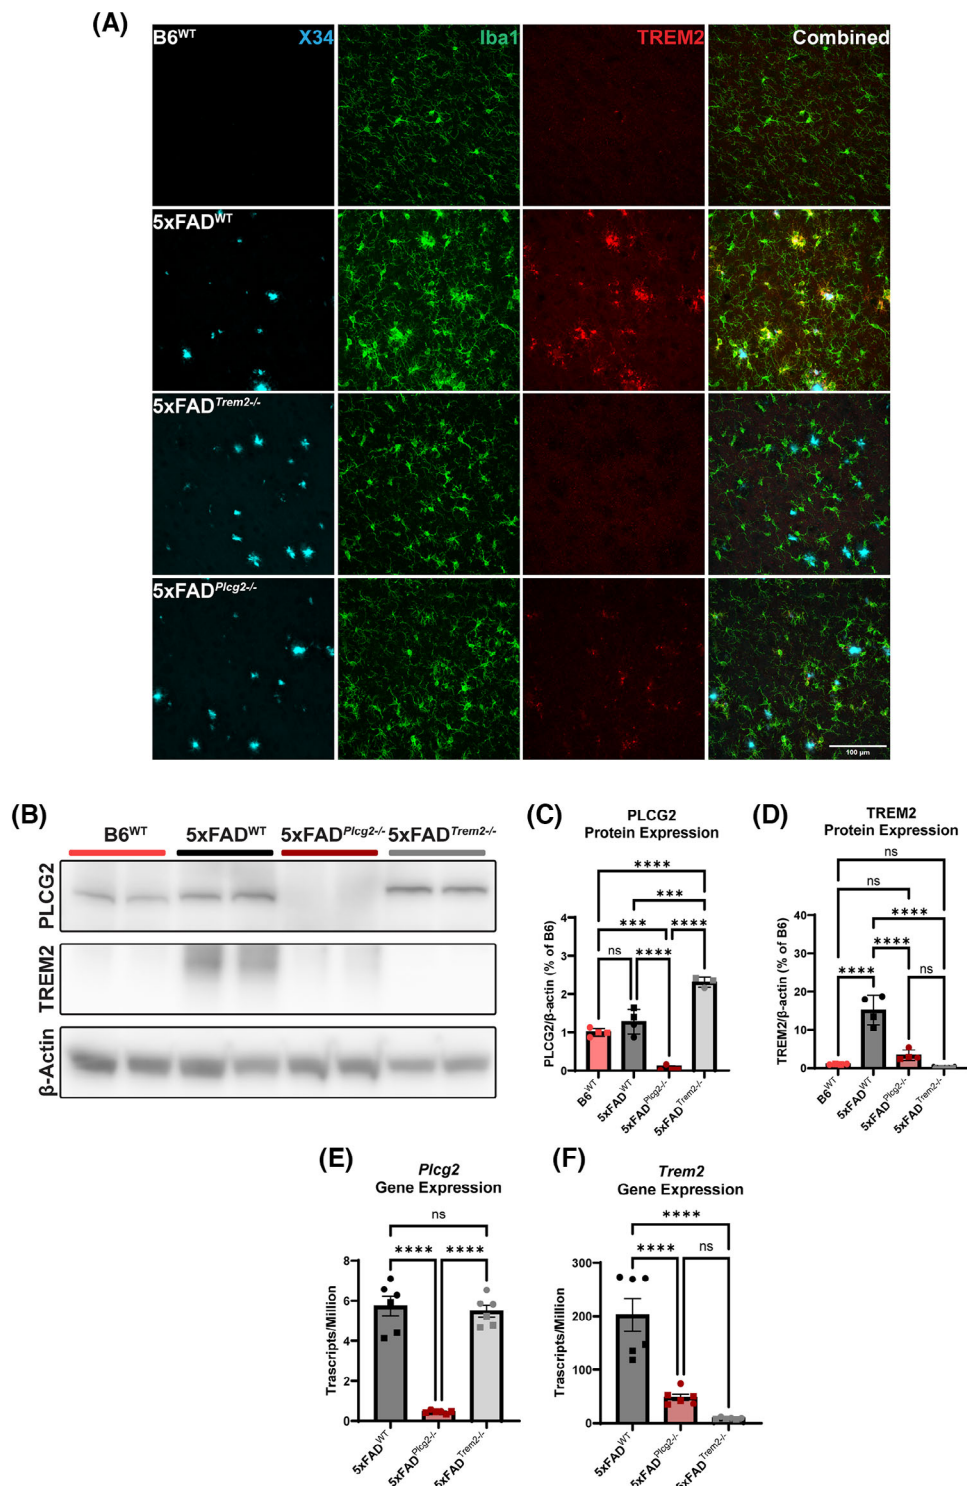 (A)
B6WT X34 Iba1 TREM2 Combined
5xFADWT
5xFADTrem2-/-
5xFADPlcg2-/-
100 µm
(B)
B6WT 5xFADWT 5xFADPlcg2-/- 5xFADTrem2-/-
PLCG2
TREM2
β-Actin
(C)
PLCG2
Protein Expression
****
***
*** ****
ns ****
PLCG2/β-actin (% of B6)
4
3
2
1
0
B6WT
5xFADWT
5xFADPlcg2-/-
5xFADTrem2-/-
(D)
TREM2
Protein Expression
ns
ns
****
****
**** ns
TREM2/β-actin (% of B6)
40
30
20
10
0
B6WT
5xFADWT
5xFADPlcg2-/-
5xFADTrem2-/-
(E)
Plcg2
Gene Expression
ns
**** ****
Trascripts/Million
8
6
4
2
0
5xFADWT
5xFADPlcg2-/-
5xFADTrem2-/-
(F)
Trem2
Gene Expression
****
**** ns
Trascripts/Million
300
200
100
0
5xFADWT
5xFADPlcg2-/-
5xFADTrem2-/-